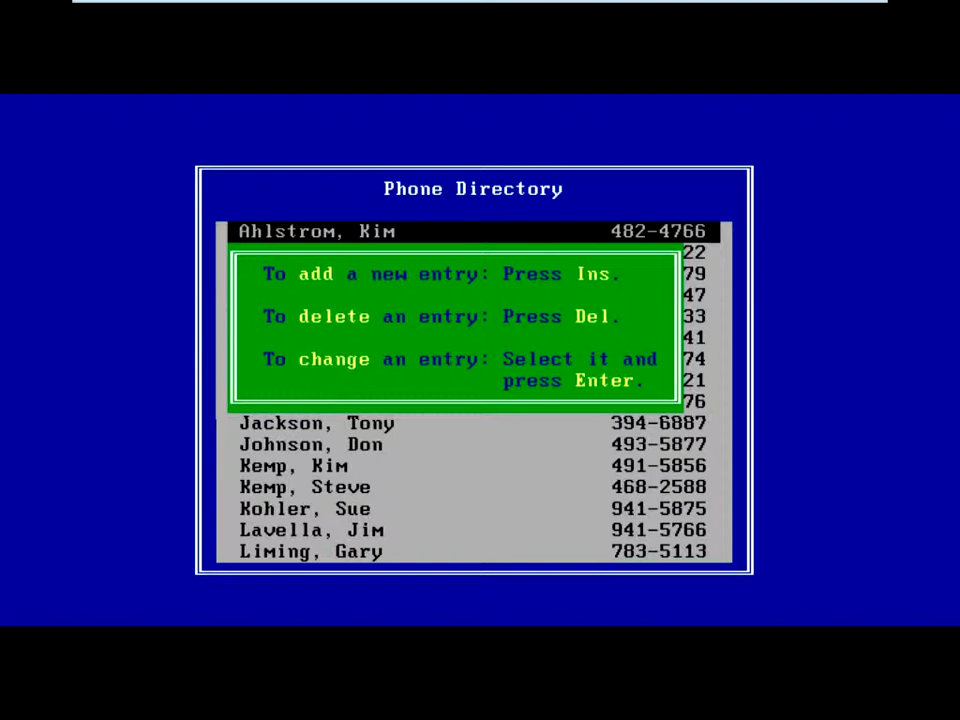 Phone Directory
Ahlstrom, Kim 482-4766
22
To add a new entry: Press Ins. 79
47
To delete an entry: Press Del. 33
41
To change an entry: Select it and 74
press Enter. 21
76
Jackson, Tony 394-6887
Johnson, Don 493-5877
Kemp, Kim 491-5856
Kemp, Steve 468-2588
Kohler, Sue 941-5875
Lavella, Jim 941-5766
Liming, Gary 783-5113